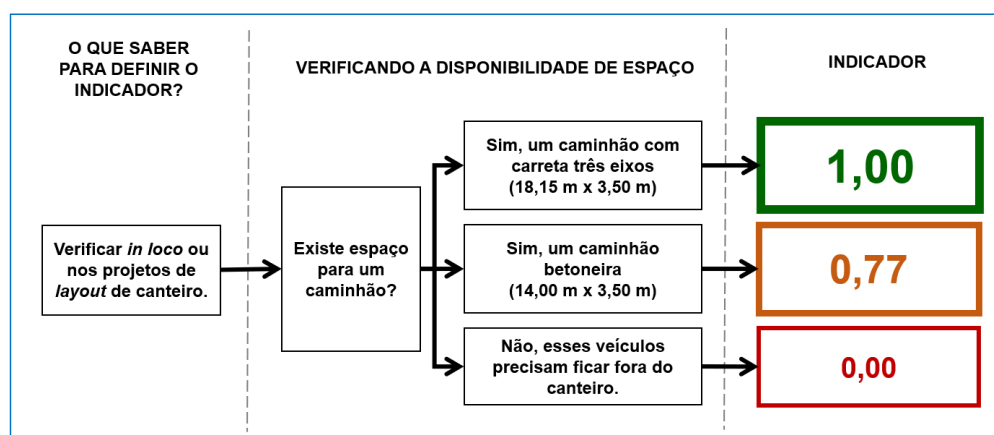 O QUE SABER
PARA DEFINIR O
INDICADOR?
VERIFICANDO A DISPONIBILIDADE DE ESPAÇO
INDICADOR
Verificar in loco ou
nos projetos de
layout de canteiro.
Existe espaço
para um
caminhão?
Sim, um caminhão com
carreta três eixos
(18,15 m x 3,50 m)
1,00
Sim, um caminhão
betoneira
(14,00 m x 3,50 m)
0,77
Não, esses veículos
precisam ficar fora do
canteiro.
0,00